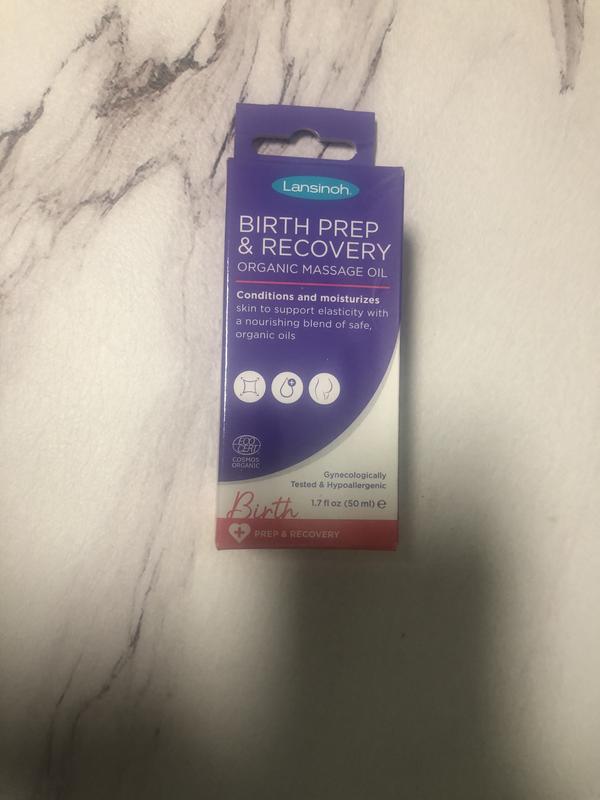 Lansinoh®
BIRTH PREP
& RECOVERY
ORGANIC MASSAGE OIL
Conditions and moisturizes
skin to support elasticity with
a nourishing blend of safe,
organic oils
ECO
CERT
COSMOS
ORGANIC
Gynecologically
Tested & Hypoallergenic
1.7 fl oz (50 ml) ℮
Birth
PREP & RECOVERY